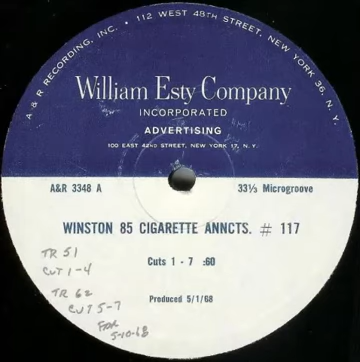 A & R RECORDING, INC. • 112 WEST 48TH STREET, NEW YORK 36, N. Y.
William Esty Company
INCORPORATED
ADVERTISING
100 EAST 42ND STREET, NEW YORK 17, N. Y.
A&R 3348 A
33⅓ Microgroove
WINSTON 85 CIGARETTE ANNCTS. # 117
Cuts 1 - 7 :60
Produced 5/1/68
TR 51
CUT 1-4
TR 62
CUT 5-7
FOR
5-10-68